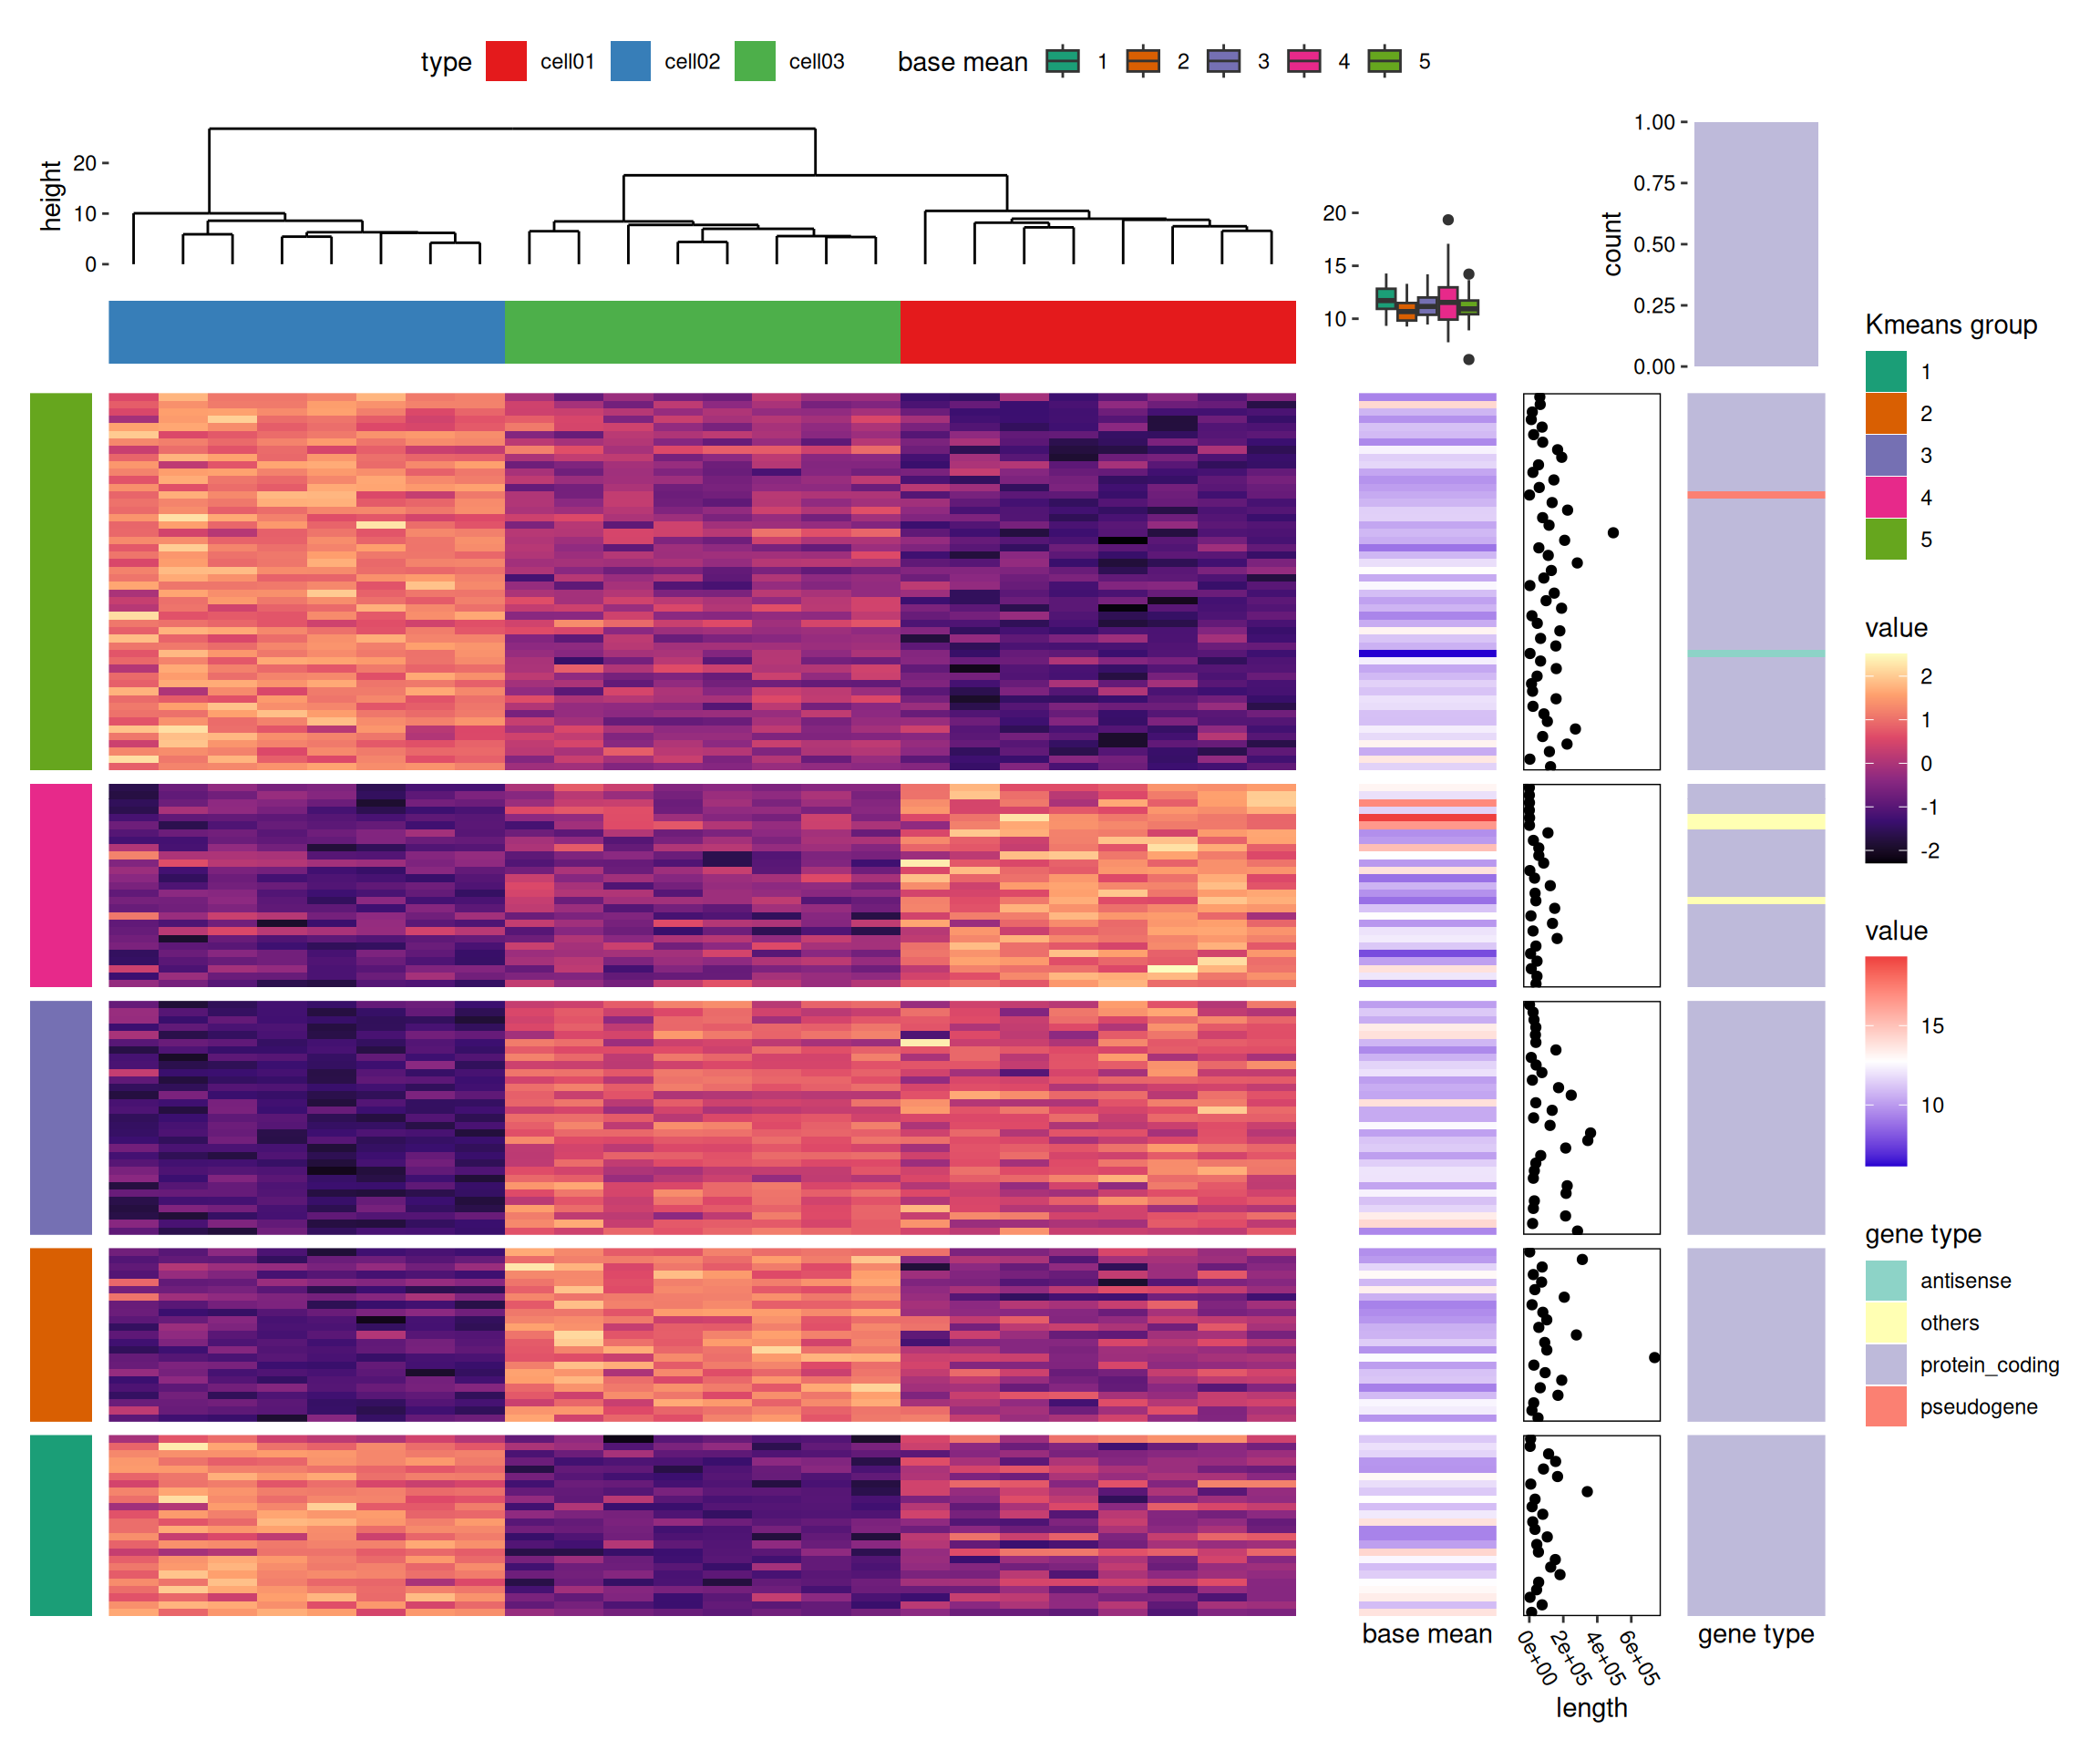 type cell01 cell02 cell03 base mean 1 2 3 4 5
height
20
10
0
20
15
10
count
1.00
0.75
0.50
0.25
0.00
Kmeans group
1
2
3
4
5
value
2
1
0
-1
-2
value
15
10
gene type
antisense
others
protein_coding
pseudogene
base mean
0e+00 2e+05 4e+05 6e+05
length
gene type